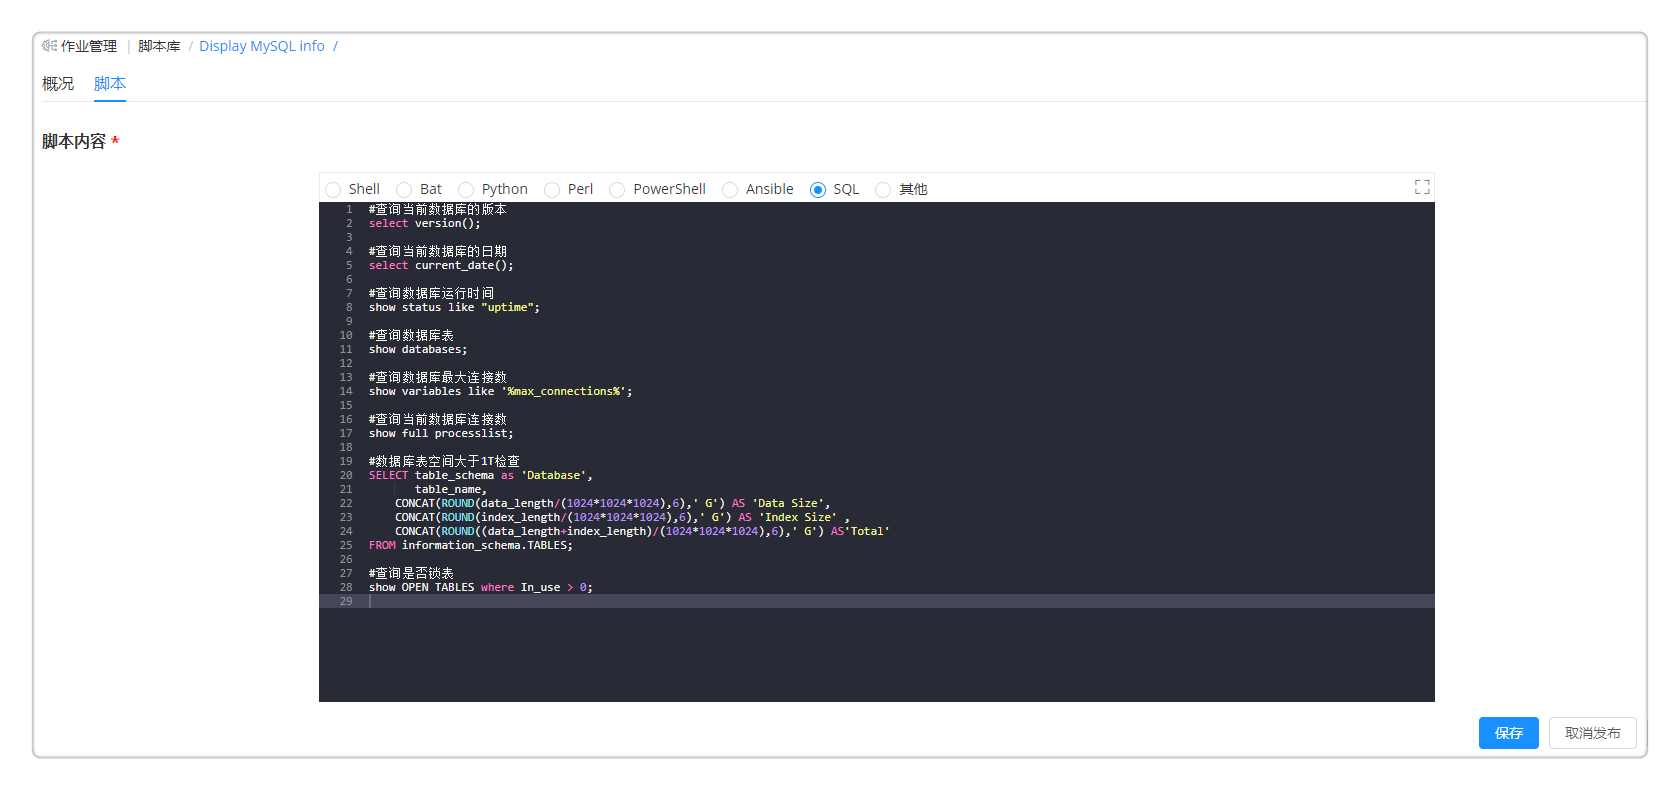 作业管理 | 脚本库 / Display MySQL info /
概况 脚本
脚本内容 *
Shell Bat Python Perl PowerShell Ansible SQL 其他
1 #查询当前数据库的版本
2 select version();
3
4 #查询当前数据库的日期
5 select current_date();
6
7 #查询数据库运行时间
8 show status like "uptime";
9
10 #查询数据库表
11 show databases;
12
13 #查询数据库最大连接数
14 show variables like '%max_connections%';
15
16 #查询当前数据库连接数
17 show full processlist;
18
19 #数据库表空间大于1T检查
20 SELECT table_schema as 'Database',
21 table_name,
22 CONCAT(ROUND(data_length/(1024*1024*1024),6),' G') AS 'Data Size',
23 CONCAT(ROUND(index_length/(1024*1024*1024),6),' G') AS 'Index Size' ,
24 CONCAT(ROUND((data_length+index_length)/(1024*1024*1024),6),' G') AS'Total'
25 FROM information_schema.TABLES;
26
27 #查询是否锁表
28 show OPEN TABLES where In_use > 0;
29
保存 取消发布